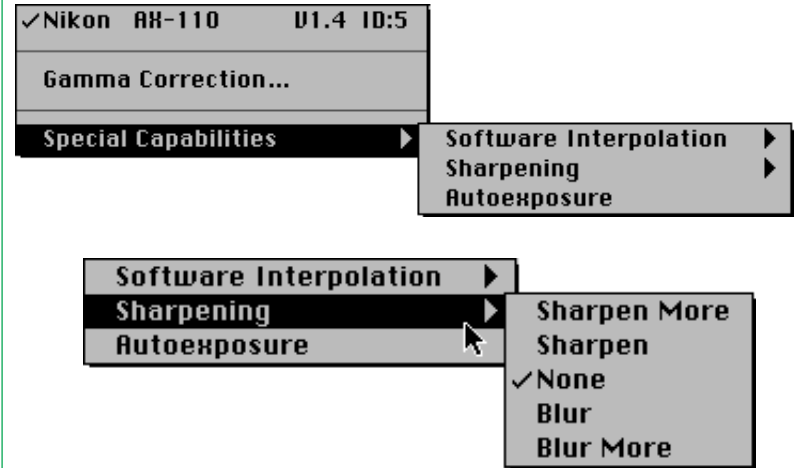 ✓Nikon AX-110 V1.4 ID:5
Gamma Correction...
Special Capabilities
Software Interpolation
Sharpening
Autoexposure
Software Interpolation
Sharpening
Autoexposure
Sharpen More
Sharpen
✓None
Blur
Blur More